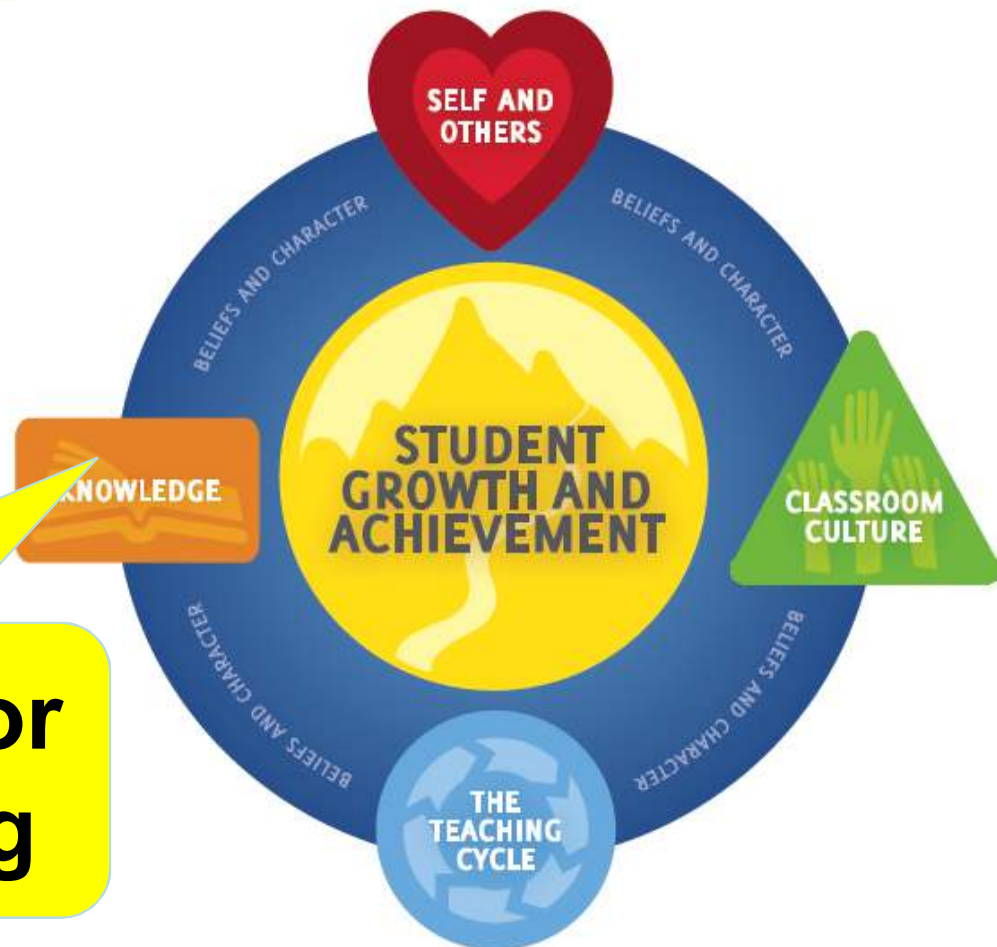 SELF AND
OTHERS
BELIEFS AND CHARACTER
BELIEFS AND CHARACTER
KNOWLEDGE
STUDENT
GROWTH AND
ACHIEVEMENT
CLASSROOM
CULTURE
BELIEFS AND CHARACTER
BELIEFS AND CHARACTER
THE
TEACHING
CYCLE